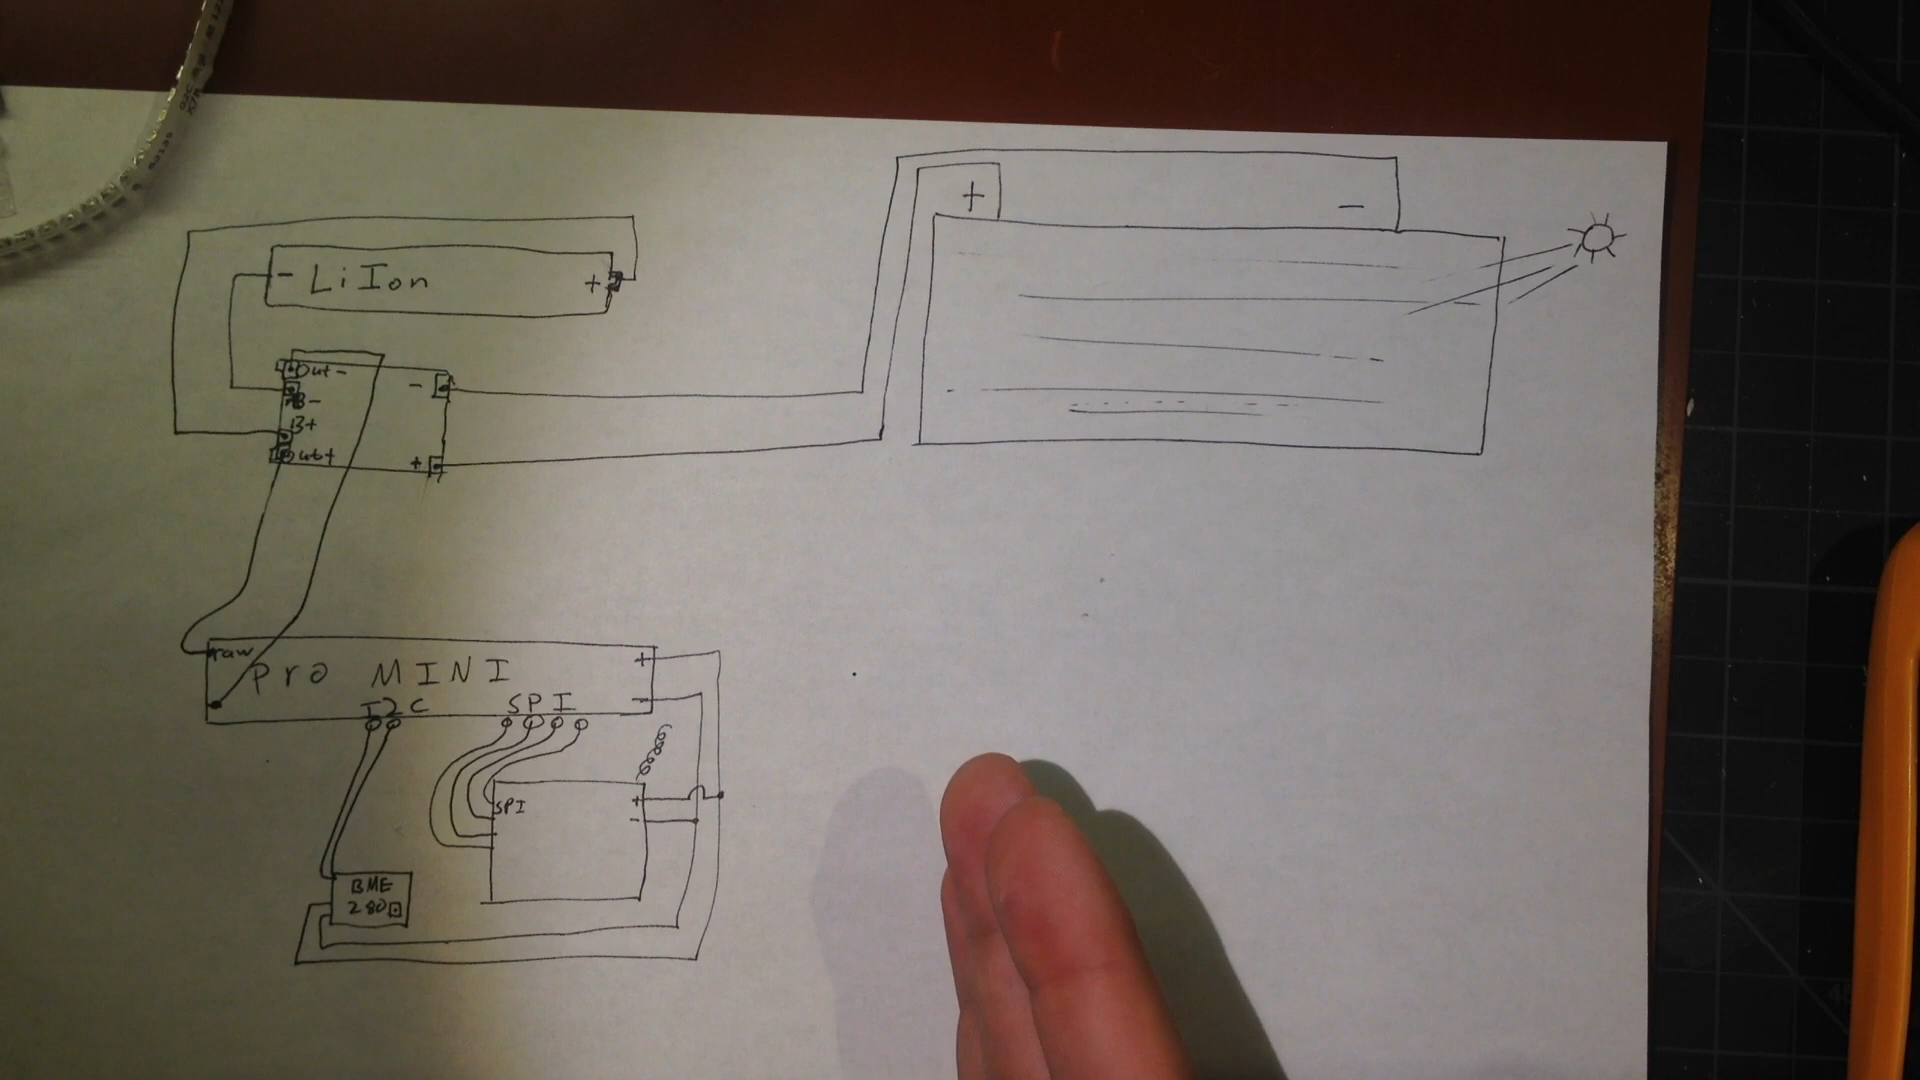 + -
- LiIon +
Out- -
B-
B+
Out+ +
raw +
Pro MINI
-
I2C SPI
SPI +
-
BME
280